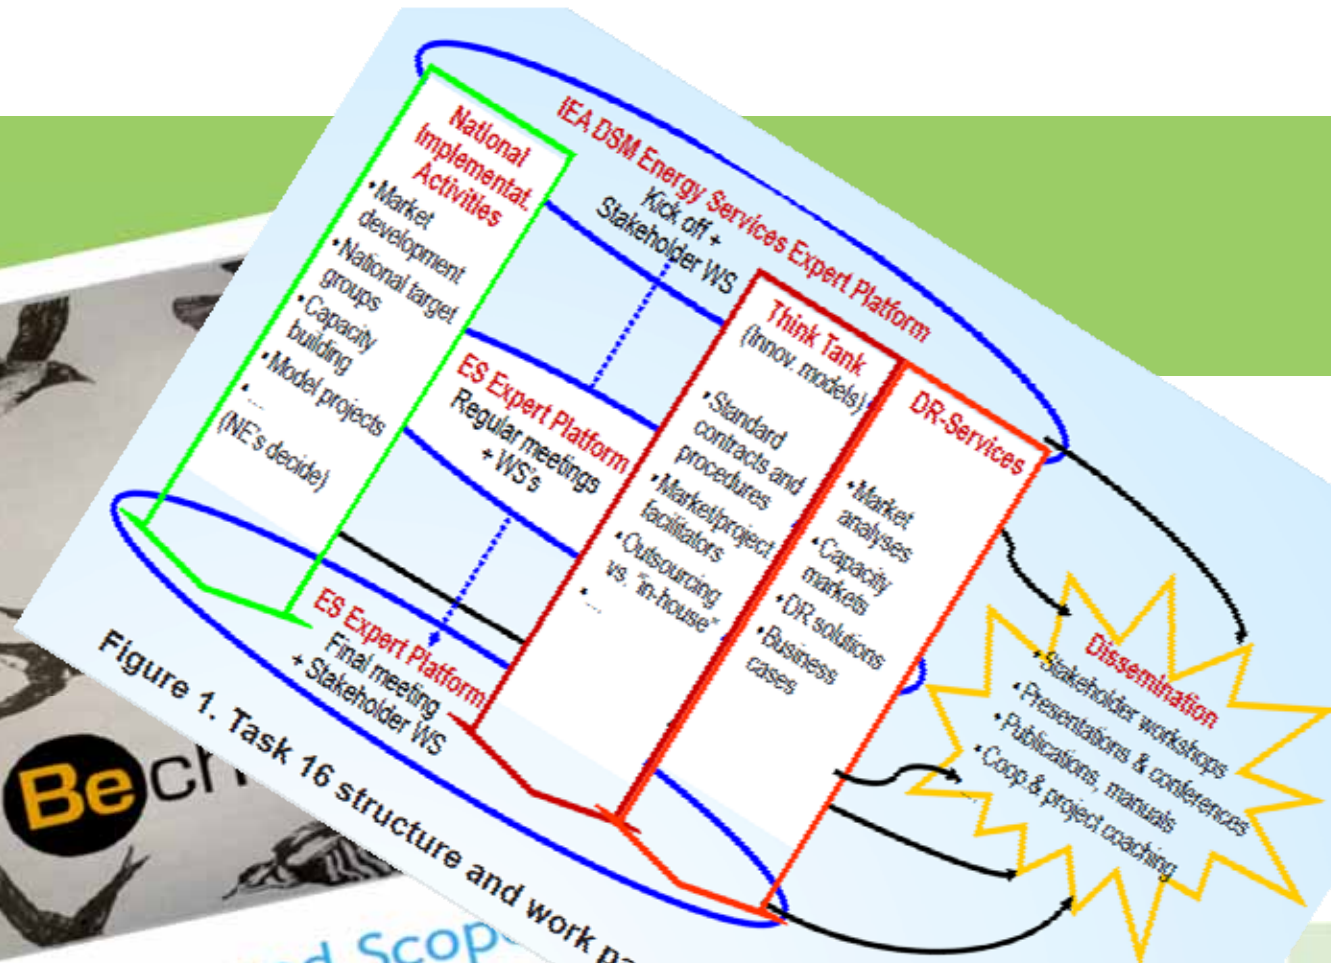 IEA DSM Energy Services Expert Platform
Kick off +
Stakeholder WS
National
Implementat.
Activities
•Market
development
•National target
groups
•Capacity
building
•Model projects
•...
(NE's decide)
ES Expert Platform
Regular meetings
+ WS's
ES Expert Platform
Final meeting
+ Stakeholder WS
Think Tank
(Innov. models)
•Standard
contracts and
procedures
•Market/project
facilitators
•Outsourcing
vs. "in-house"
•...
DR-Services
•Market
analyses
•Capacity
markets
•DR solutions
•Business
cases
Dissemination
•Stakeholder workshops
•Presentations & conferences
•Publications, manuals
•Coop.& project coaching
...
Figure 1. Task 16 structure and work
Be